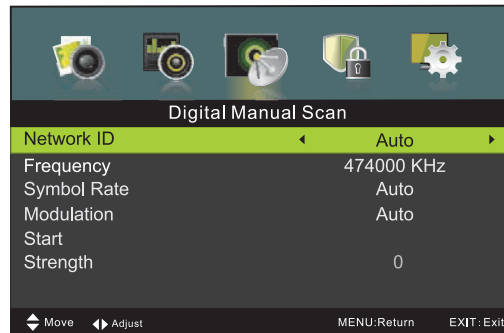 Digital Manual Scan
Network ID Auto
Frequency 474000 KHz
Symbol Rate Auto
Modulation Auto
Start
Strength 0
Move Adjust MENU:Return EXIT:Exit